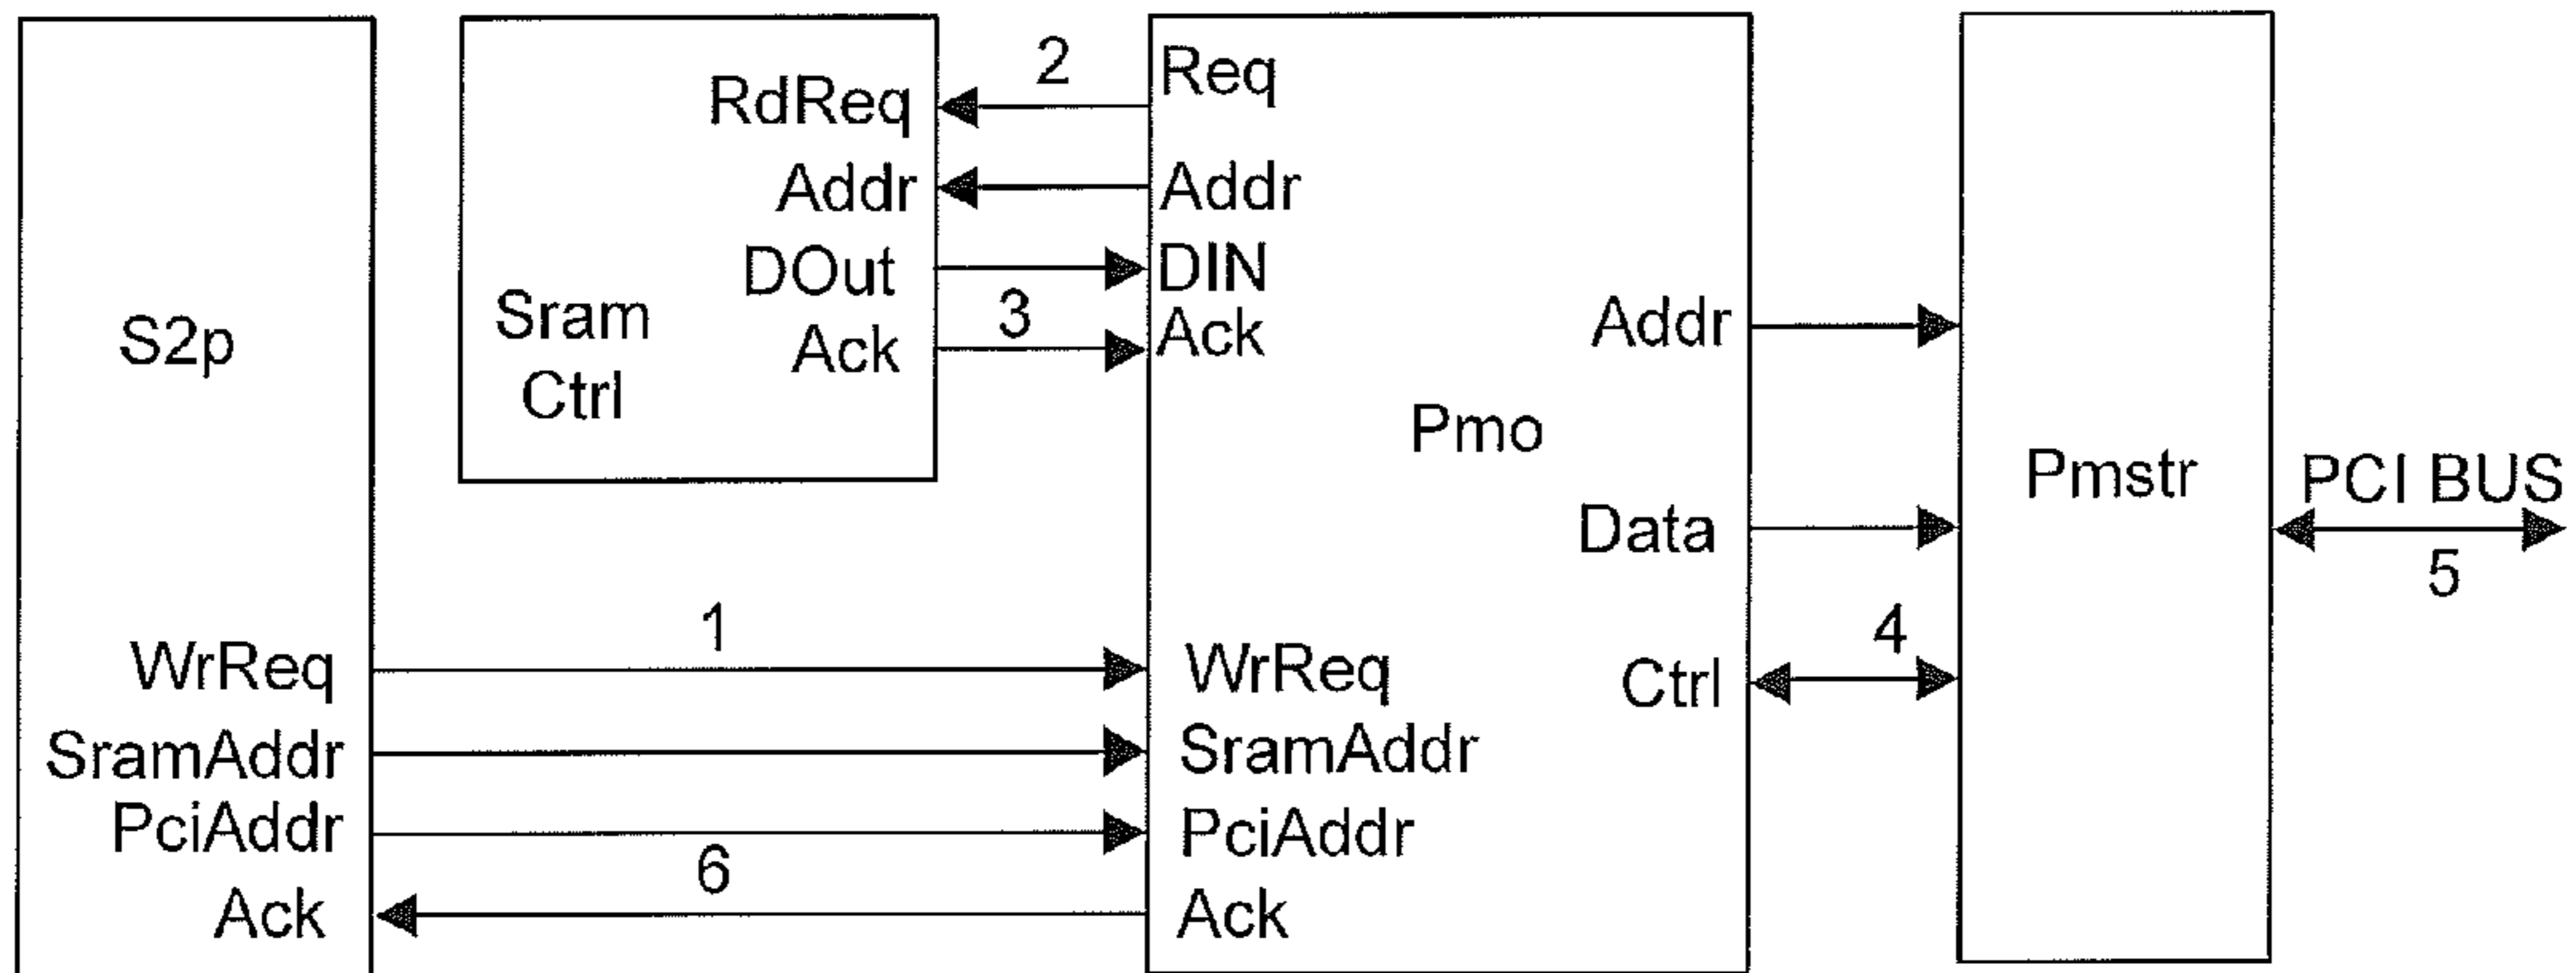 S2p
WrReq
SramAddr
PciAddr
Ack
RdReq
Addr
DOut
Ack
Sram
Ctrl
2
3
1
6
Req
Addr
DIN
Ack
Pmo
WrReq
SramAddr
PciAddr
Ack
Addr
Data
Ctrl
4
Pmstr
PCI BUS
5